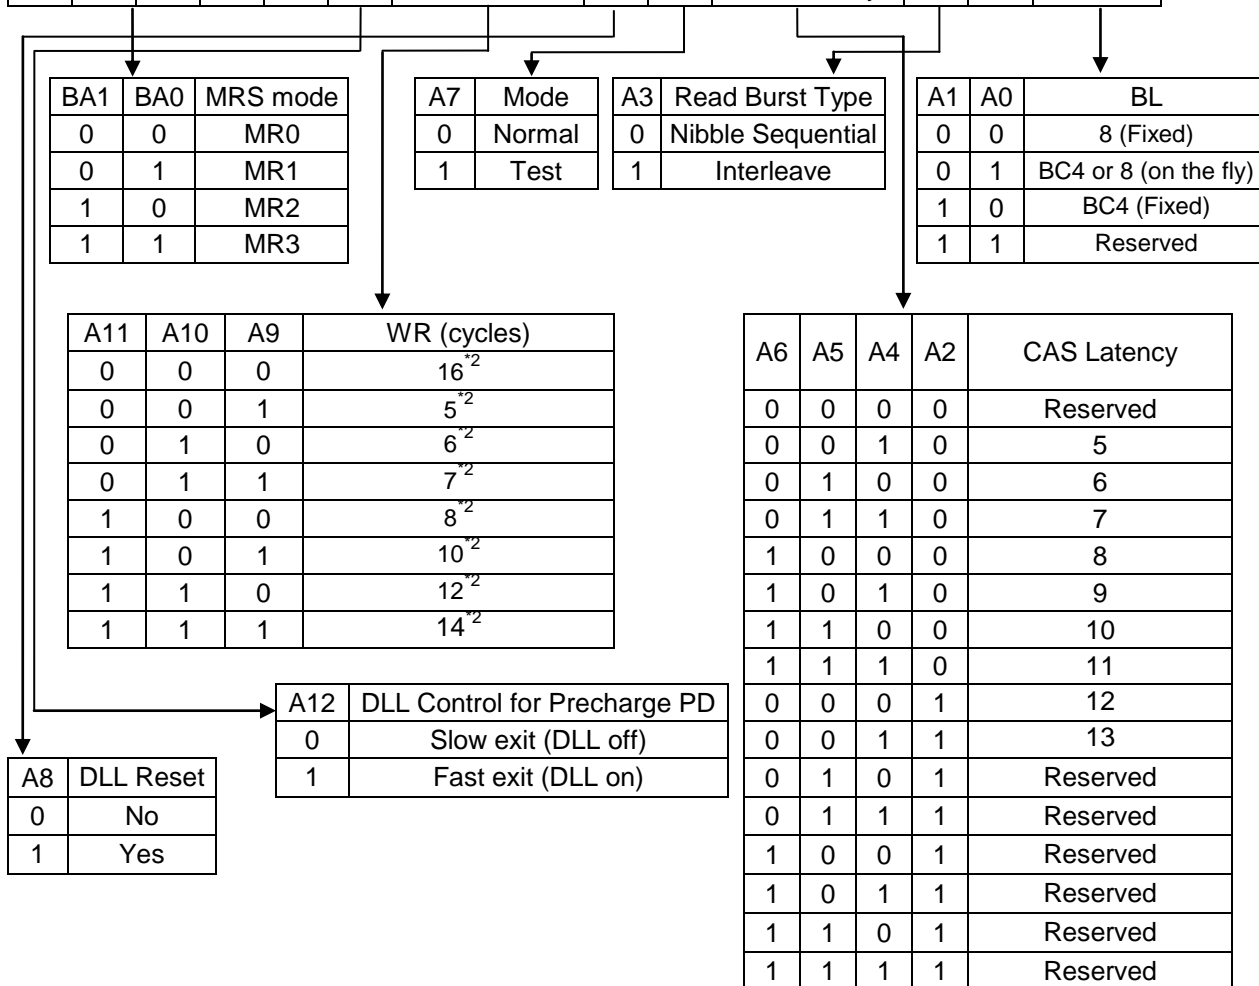 BA1 BA0 MRS mode
0 0 MR0
0 1 MR1
1 0 MR2
1 1 MR3
A7 Mode
0 Normal
1 Test
A3 Read Burst Type
0 Nibble Sequential
1 Interleave
A1 A0 BL
0 0 8 (Fixed)
0 1 BC4 or 8 (on the fly)
1 0 BC4 (Fixed)
1 1 Reserved
A11 A10 A9 WR (cycles)
0 0 0 16*2
0 0 1 5*2
0 1 0 6*2
0 1 1 7*2
1 0 0 8*2
1 0 1 10*2
1 1 0 12*2
1 1 1 14*2
A6 A5 A4 A2 CAS Latency
0 0 0 0 Reserved
0 0 1 0 5
0 1 0 0 6
0 1 1 0 7
1 0 0 0 8
1 0 1 0 9
1 1 0 0 10
1 1 1 0 11
0 0 0 1 12
0 0 1 1 13
0 1 0 1 Reserved
0 1 1 1 Reserved
1 0 0 1 Reserved
1 0 1 1 Reserved
1 1 0 1 Reserved
1 1 1 1 Reserved
A12 DLL Control for Precharge PD
0 Slow exit (DLL off)
1 Fast exit (DLL on)
A8 DLL Reset
0 No
1 Yes